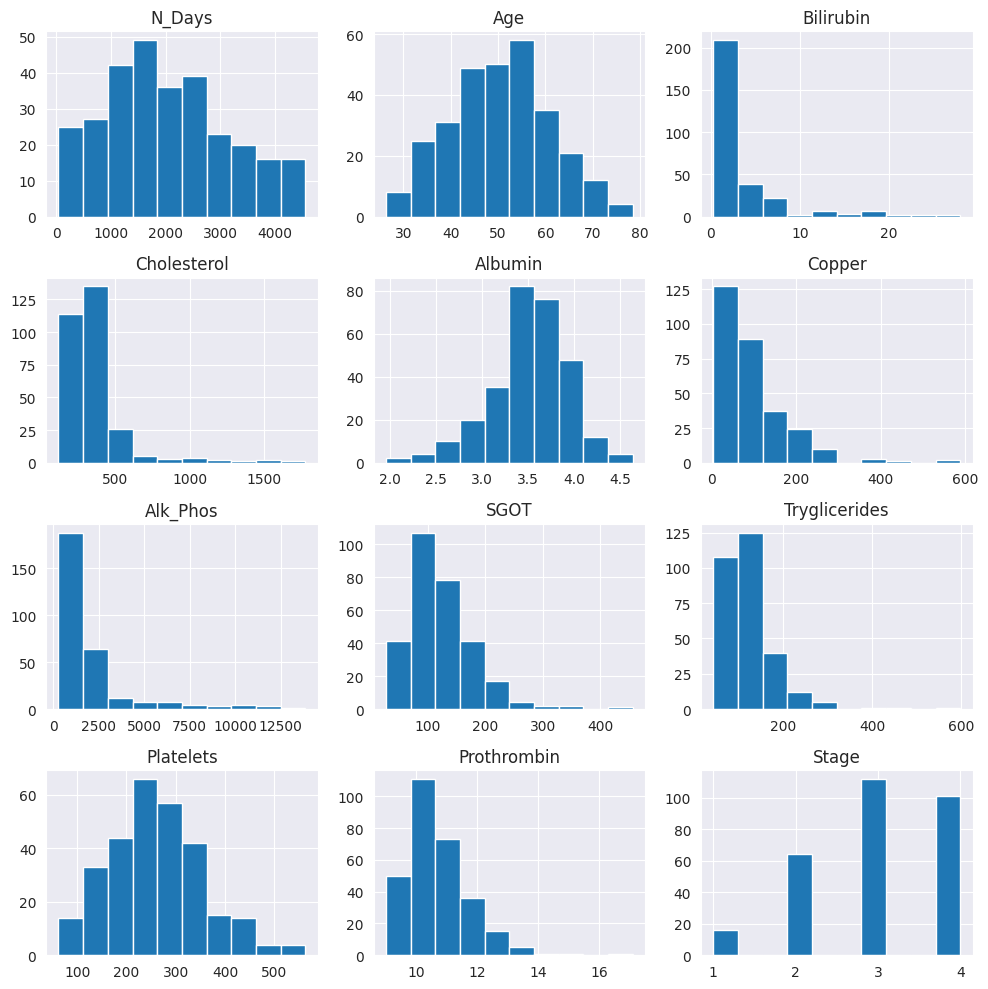 N_Days
Age
Bilirubin
50
40
30
20
10
0
0 1000 2000 3000 4000
60
40
20
0
30 40 50 60 70 80
200
150
100
50
0
0 10 20
Cholesterol
Albumin
Copper
125
100
75
50
25
0
500 1000 1500
80
60
40
20
0
2.0 2.5 3.0 3.5 4.0 4.5
125
100
75
50
25
0
0 200 400 600
Alk_Phos
SGOT
Tryglicerides
150
100
50
0
0 2500 5000 7500 10000 12500
100
80
60
40
20
0
100 200 300 400
125
100
75
50
25
0
200 400 600
Platelets
Prothrombin
Stage
60
40
20
0
100 200 300 400 500
100
80
60
40
20
0
10 12 14 16
100
80
60
40
20
0
1 2 3 4